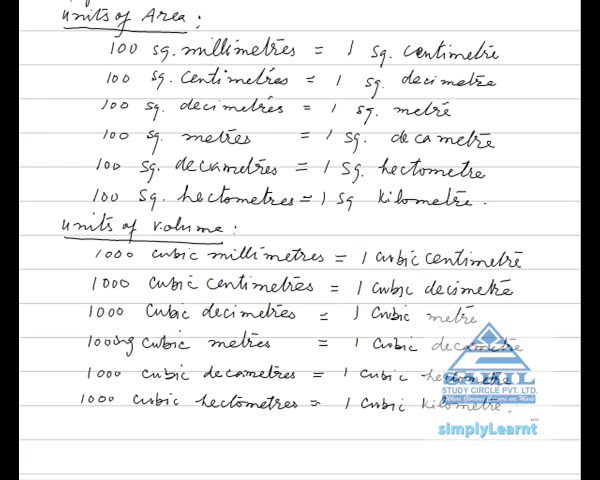 Units of Area :
100 sq. millimetres = 1 sq. centimetre
100 sq. centimetres = 1 sq. decimetre
100 sq. decimetres = 1 sq. metre
100 sq. metres = 1 sq. decametre
100 sq. decametres = 1 sq. hectometre
100 sq. hectometres = 1 sq kilometre.
Units of Volume :
1000 cubic millimetres = 1 cubic centimetre
1000 cubic centimetres = 1 cubic decimetre
1000 cubic decimetres = 1 cubic metre
1000 cubic metres = 1 cubic decametre
1000 cubic decametres = 1 cubic hectometre
1000 cubic hectometres = 1 cubic kilometre.
STUDY CIRCLE PVT. LTD.
simplyLearnt